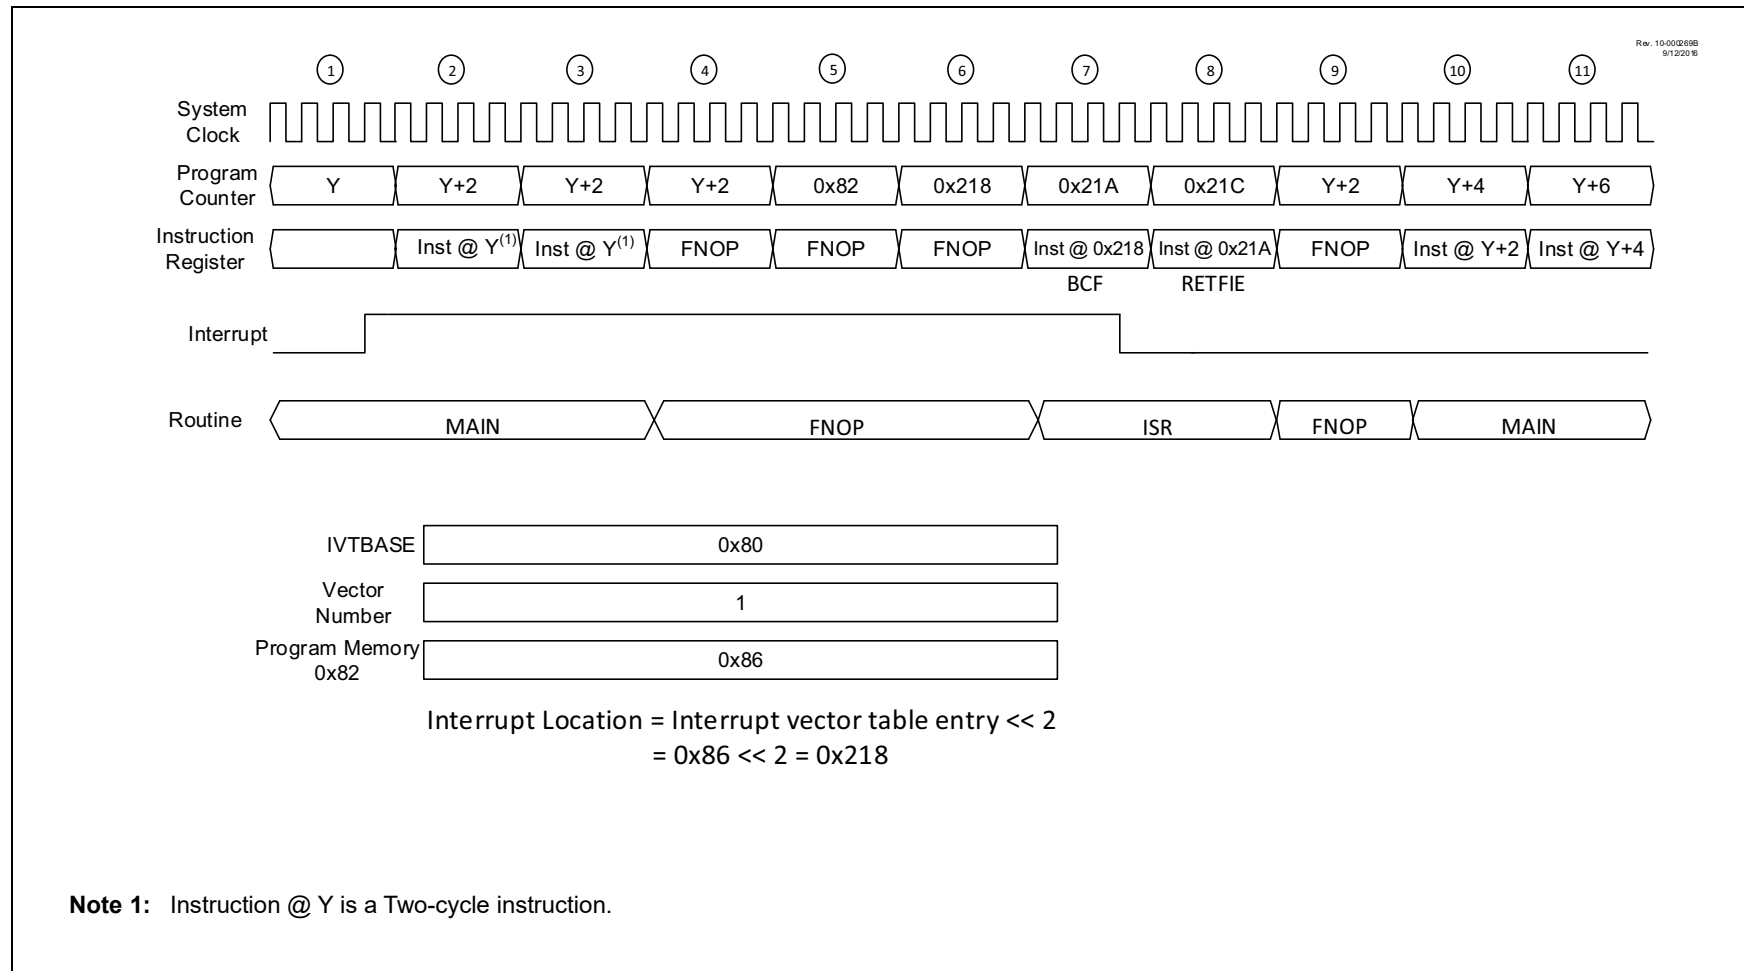 Rev. 10-000269B
9/12/2016
1 2 3 4 5 6 7 8 9 10 11
System
Clock
Program
Counter
Y Y+2 Y+2 Y+2 0x82 0x218 0x21A 0x21C Y+2 Y+4 Y+6
Instruction
Register
Inst @ Y(1) Inst @ Y(1) FNOP FNOP FNOP Inst @ 0x218 Inst @ 0x21A FNOP Inst @ Y+2 Inst @ Y+4
BCF RETFIE
Interrupt
Routine MAIN FNOP ISR FNOP MAIN
IVTBASE 0x80
Vector
Number
1
Program Memory
0x82
0x86
Interrupt Location = Interrupt vector table entry << 2
= 0x86 << 2 = 0x218
Note 1: Instruction @ Y is a Two-cycle instruction.